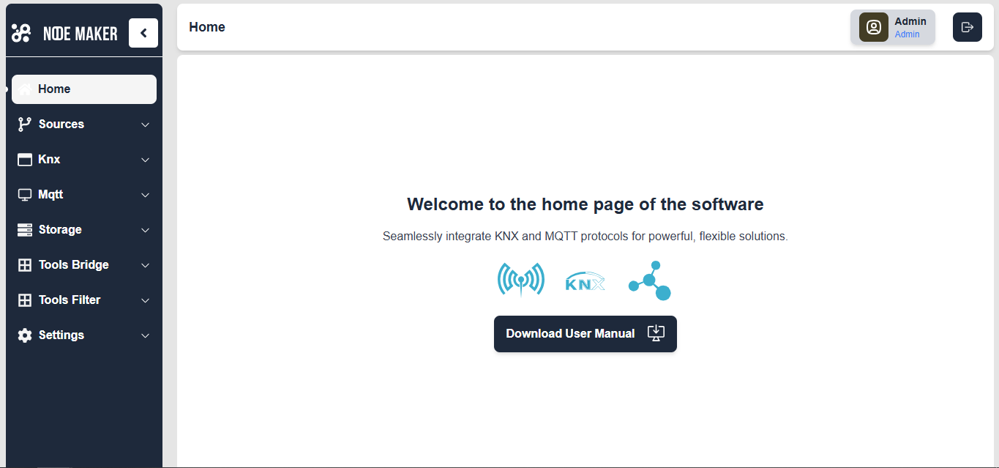 NODE MAKER
Home
Admin
Admin
Home
Sources
Knx
Mqtt
Storage
Tools Bridge
Tools Filter
Settings
Welcome to the home page of the software
Seamlessly integrate KNX and MQTT protocols for powerful, flexible solutions.
KNX
Download User Manual